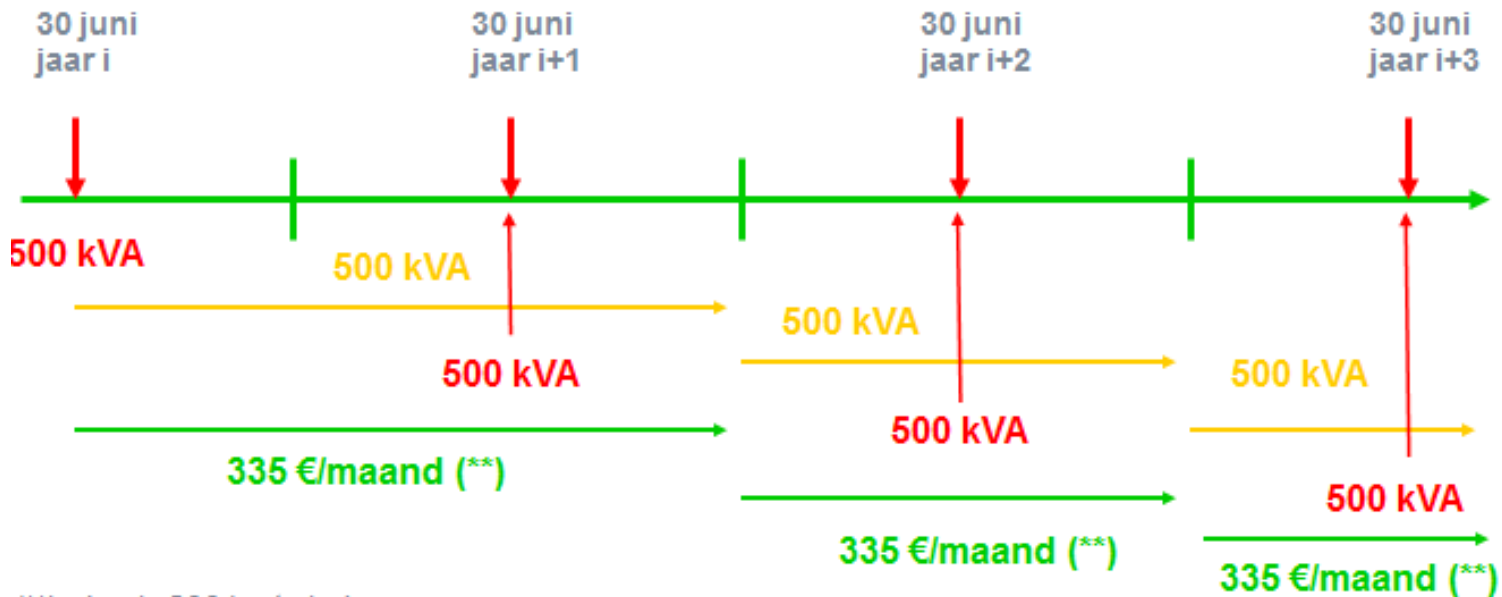 30 juni
jaar i
30 juni
jaar i+1
30 juni
jaar i+2
30 juni
jaar i+3
500 kVA
500 kVA
500 kVA
500 kVA
500 kVA
500 kVA
500 kVA
335 €/maand (**)
335 €/maand (**)
335 €/maand (**)